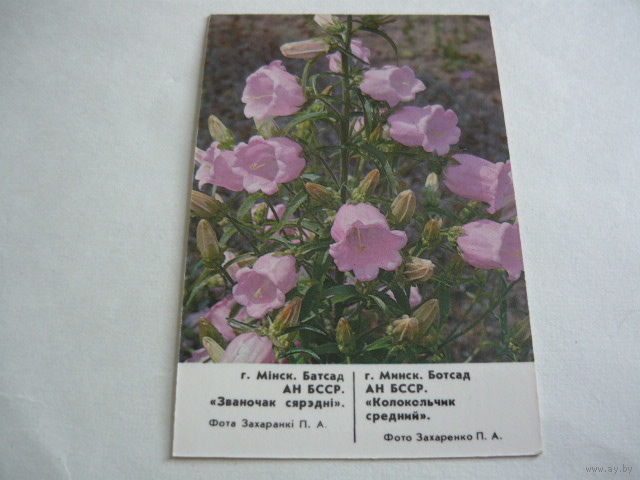 г. Мінск. Батсад
АН БССР.
«Званочак сярэдні».
Фота Захаранкі П. А.
г. Минск. Ботсад
АН БССР.
«Колокольчик
средний».
Фото Захаренко П. А.
www.ay.by